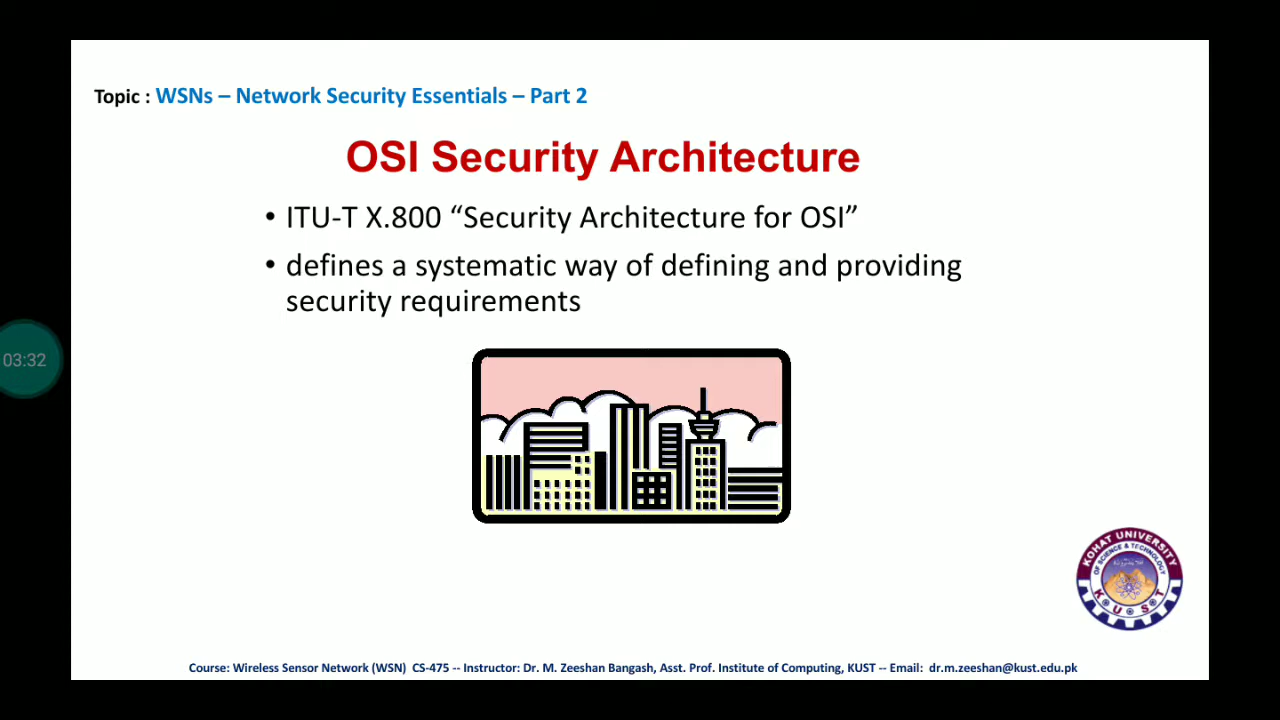 Topic : WSNs – Network Security Essentials – Part 2
OSI Security Architecture
• ITU-T X.800 “Security Architecture for OSI”
• defines a systematic way of defining and providing
security requirements
03:32
KOHAT UNIVERSITY
OF SCIENCE & TECHNOLOGY
K U S T
Course: Wireless Sensor Network (WSN) CS-475 -- Instructor: Dr. M. Zeeshan Bangash, Asst. Prof. Institute of Computing, KUST -- Email: dr.m.zeeshan@kust.edu.pk